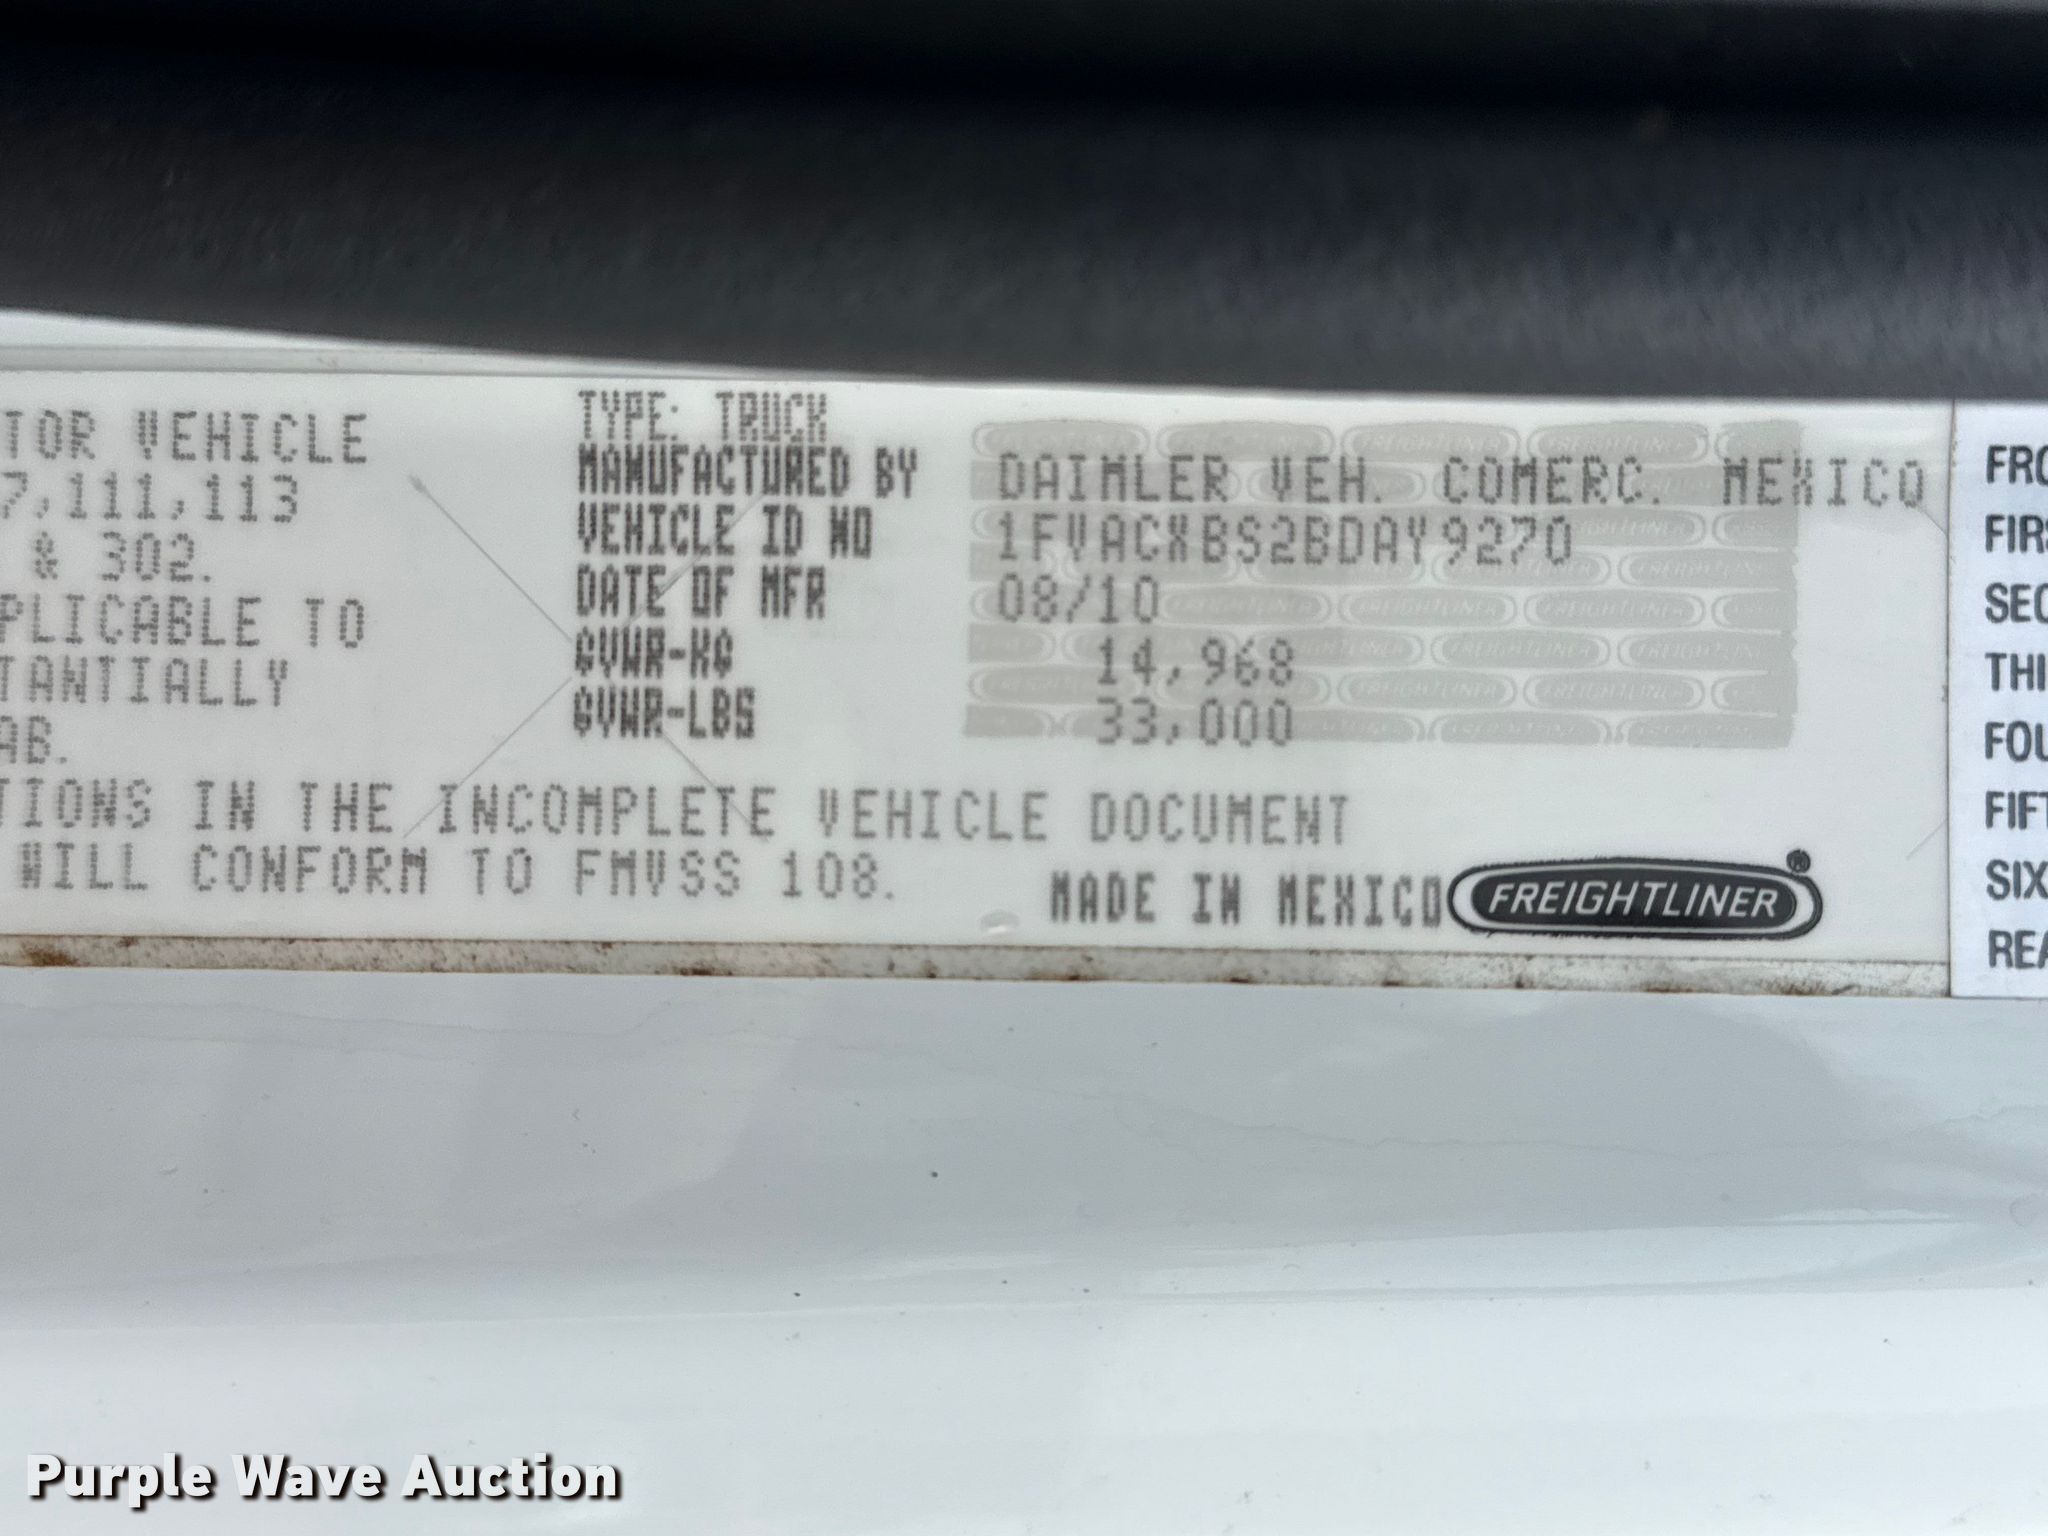 TOR VEHICLE
7,111,113
& 302.
PLICABLE TO
TANTIALLY
AB.
TYPE: TRUCK
MANUFACTURED BY DAIMLER VEH. COMERC. MEXICO
VEHICLE ID NO 1FVACXBS2BDAY9270
DATE OF MFR 08/10
GVWR-KG 14,968
GVWR-LBS 33,000
TIONS IN THE INCOMPLETE VEHICLE DOCUMENT
WILL CONFORM TO FMVSS 108.
MADE IN MEXICO FREIGHTLINER®
FRO
FIRS
SEC
THI
FOU
FIFT
SIX
REA
Purple Wave Auction